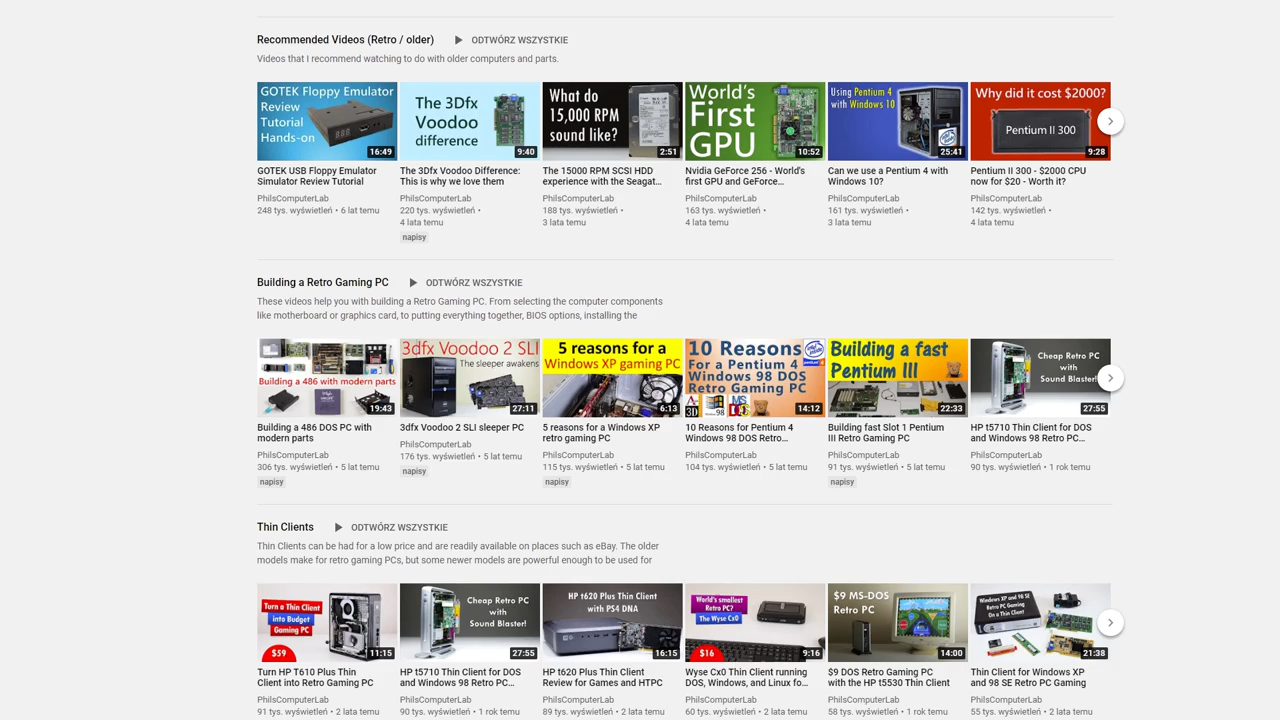 Recommended Videos (Retro / older) ODTWÓRZ WSZYSTKIE
Videos that I recommend watching to do with older computers and parts.
GOTEK Floppy Emulator
Review
Tutorial
Hands-on
16:49
The 3Dfx
Voodoo
difference
9:40
What do
15,000 RPM
sound like?
2:51
World's
First
GPU
10:52
Using Pentium 4
with Windows 10
25:41
Why did it cost $2000?
Pentium II 300
9:28
GOTEK USB Floppy Emulator
Simulator Review Tutorial
PhilsComputerLab
248 tys. wyświetleń • 6 lat temu
The 3Dfx Voodoo Difference:
This is why we love them
PhilsComputerLab
220 tys. wyświetleń •
4 lata temu
napisy
The 15000 RPM SCSI HDD
experience with the Seagat...
PhilsComputerLab
188 tys. wyświetleń •
3 lata temu
Nvidia GeForce 256 - World's
first GPU and GeForce...
PhilsComputerLab
163 tys. wyświetleń •
4 lata temu
Can we use a Pentium 4 with
Windows 10?
PhilsComputerLab
161 tys. wyświetleń •
3 lata temu
Pentium II 300 - $2000 CPU
now for $20 - Worth it?
PhilsComputerLab
142 tys. wyświetleń •
4 lata temu
Building a Retro Gaming PC ODTWÓRZ WSZYSTKIE
These videos help you with building a Retro Gaming PC. From selecting the computer components
like motherboard or graphics card, to putting everything together, BIOS options, installing the
Building a 486 with modern parts
19:43
3dfx Voodoo 2 SLI
The sleeper awakens
27:11
5 reasons for a
Windows XP gaming PC
6:13
10 Reasons
For a Pentium 4
Windows 98 DOS
Retro Gaming PC
14:12
Building a fast
Pentium III
22:33
Cheap Retro PC
with
Sound Blaster!
27:55
Building a 486 DOS PC with
modern parts
PhilsComputerLab
306 tys. wyświetleń • 5 lat temu
napisy
3dfx Voodoo 2 SLI sleeper PC
PhilsComputerLab
176 tys. wyświetleń • 5 lat temu
napisy
5 reasons for a Windows XP
retro gaming PC
PhilsComputerLab
115 tys. wyświetleń • 5 lat temu
napisy
10 Reasons for Pentium 4
Windows 98 DOS Retro...
PhilsComputerLab
104 tys. wyświetleń • 5 lat temu
Building fast Slot 1 Pentium
III Retro Gaming PC
PhilsComputerLab
91 tys. wyświetleń • 5 lat temu
napisy
HP t5710 Thin Client for DOS
and Windows 98 Retro PC...
PhilsComputerLab
90 tys. wyświetleń • 1 rok temu
Thin Clients ODTWÓRZ WSZYSTKIE
Thin Clients can be had for a low price and are readily available on places such as eBay. The older
models make for retro gaming PCs, but some newer models are powerful enough to be used for
Turn a Thin Client
into Budget
Gaming PC
$59
11:15
Cheap Retro PC
with
Sound Blaster!
27:55
HP t620 Plus Thin Client
with PS4 DNA
16:15
World's smallest
Retro PC?
The Wyse Cx0
$16
9:16
$9 MS-DOS
Retro PC
14:00
Windows XP and 98 SE
Retro PC Gaming
On a Thin Client
21:38
Turn HP T610 Plus Thin
Client into Retro Gaming PC
PhilsComputerLab
91 tys. wyświetleń • 2 lata temu
HP t5710 Thin Client for DOS
and Windows 98 Retro PC...
PhilsComputerLab
90 tys. wyświetleń • 1 rok temu
HP t620 Plus Thin Client
Review for Games and HTPC
PhilsComputerLab
89 tys. wyświetleń • 2 lata temu
Wyse Cx0 Thin Client running
DOS, Windows, and Linux fo...
PhilsComputerLab
60 tys. wyświetleń • 2 lata temu
$9 DOS Retro Gaming PC
with the HP t5530 Thin Client
PhilsComputerLab
58 tys. wyświetleń • 1 rok temu
Thin Client for Windows XP
and 98 SE Retro PC Gaming
PhilsComputerLab
55 tys. wyświetleń • 2 lata temu